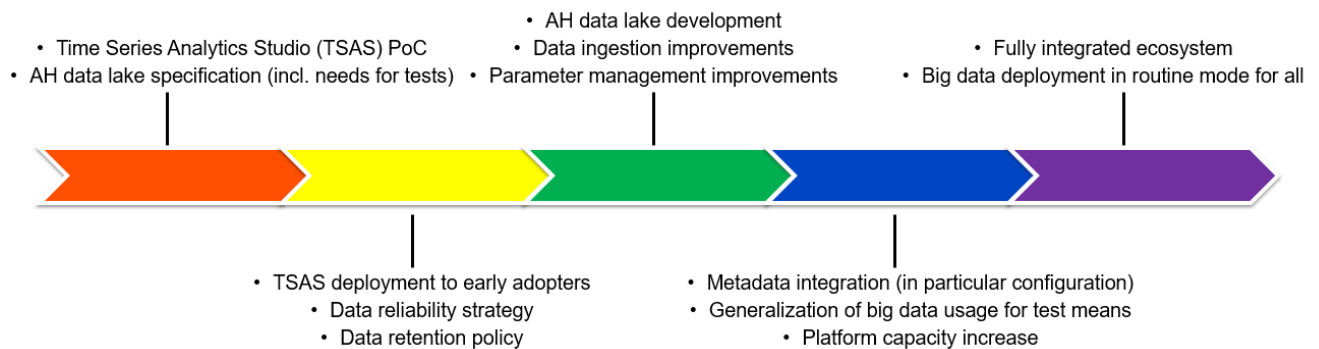 • Time Series Analytics Studio (TSAS) PoC
• AH data lake specification (incl. needs for tests)
• TSAS deployment to early adopters
• Data reliability strategy
• Data retention policy
• AH data lake development
• Data ingestion improvements
• Parameter management improvements
• Metadata integration (in particular configuration)
• Generalization of big data usage for test means
• Platform capacity increase
• Fully integrated ecosystem
• Big data deployment in routine mode for all